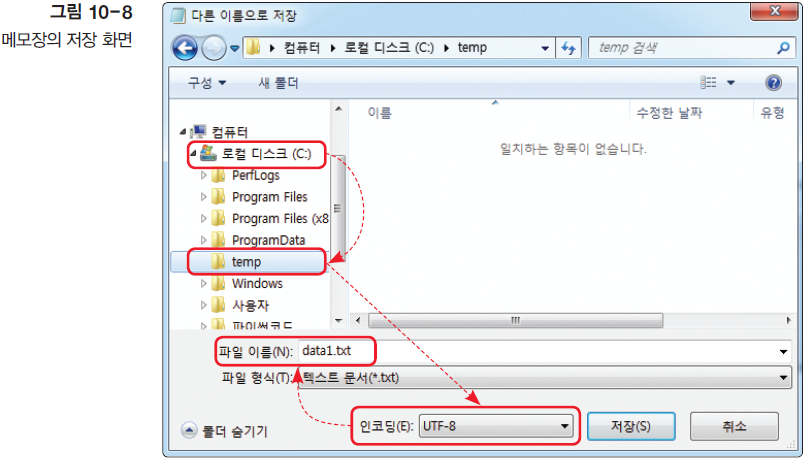 그림 10-8
메모장의 저장 화면
다른 이름으로 저장
컴퓨터 로컬 디스크 (C:) temp
temp 검색
구성 새 폴더
이름 수정한 날짜 유형
일치하는 항목이 없습니다.
컴퓨터
로컬 디스크 (C:)
PerfLogs
Program Files
Program Files (x8
ProgramData
temp
Windows
사용자
파이썬코드
파일 이름(N): data1.txt
파일 형식(T): 텍스트 문서(*.txt)
폴더 숨기기
인코딩(E): UTF-8
저장(S)
취소